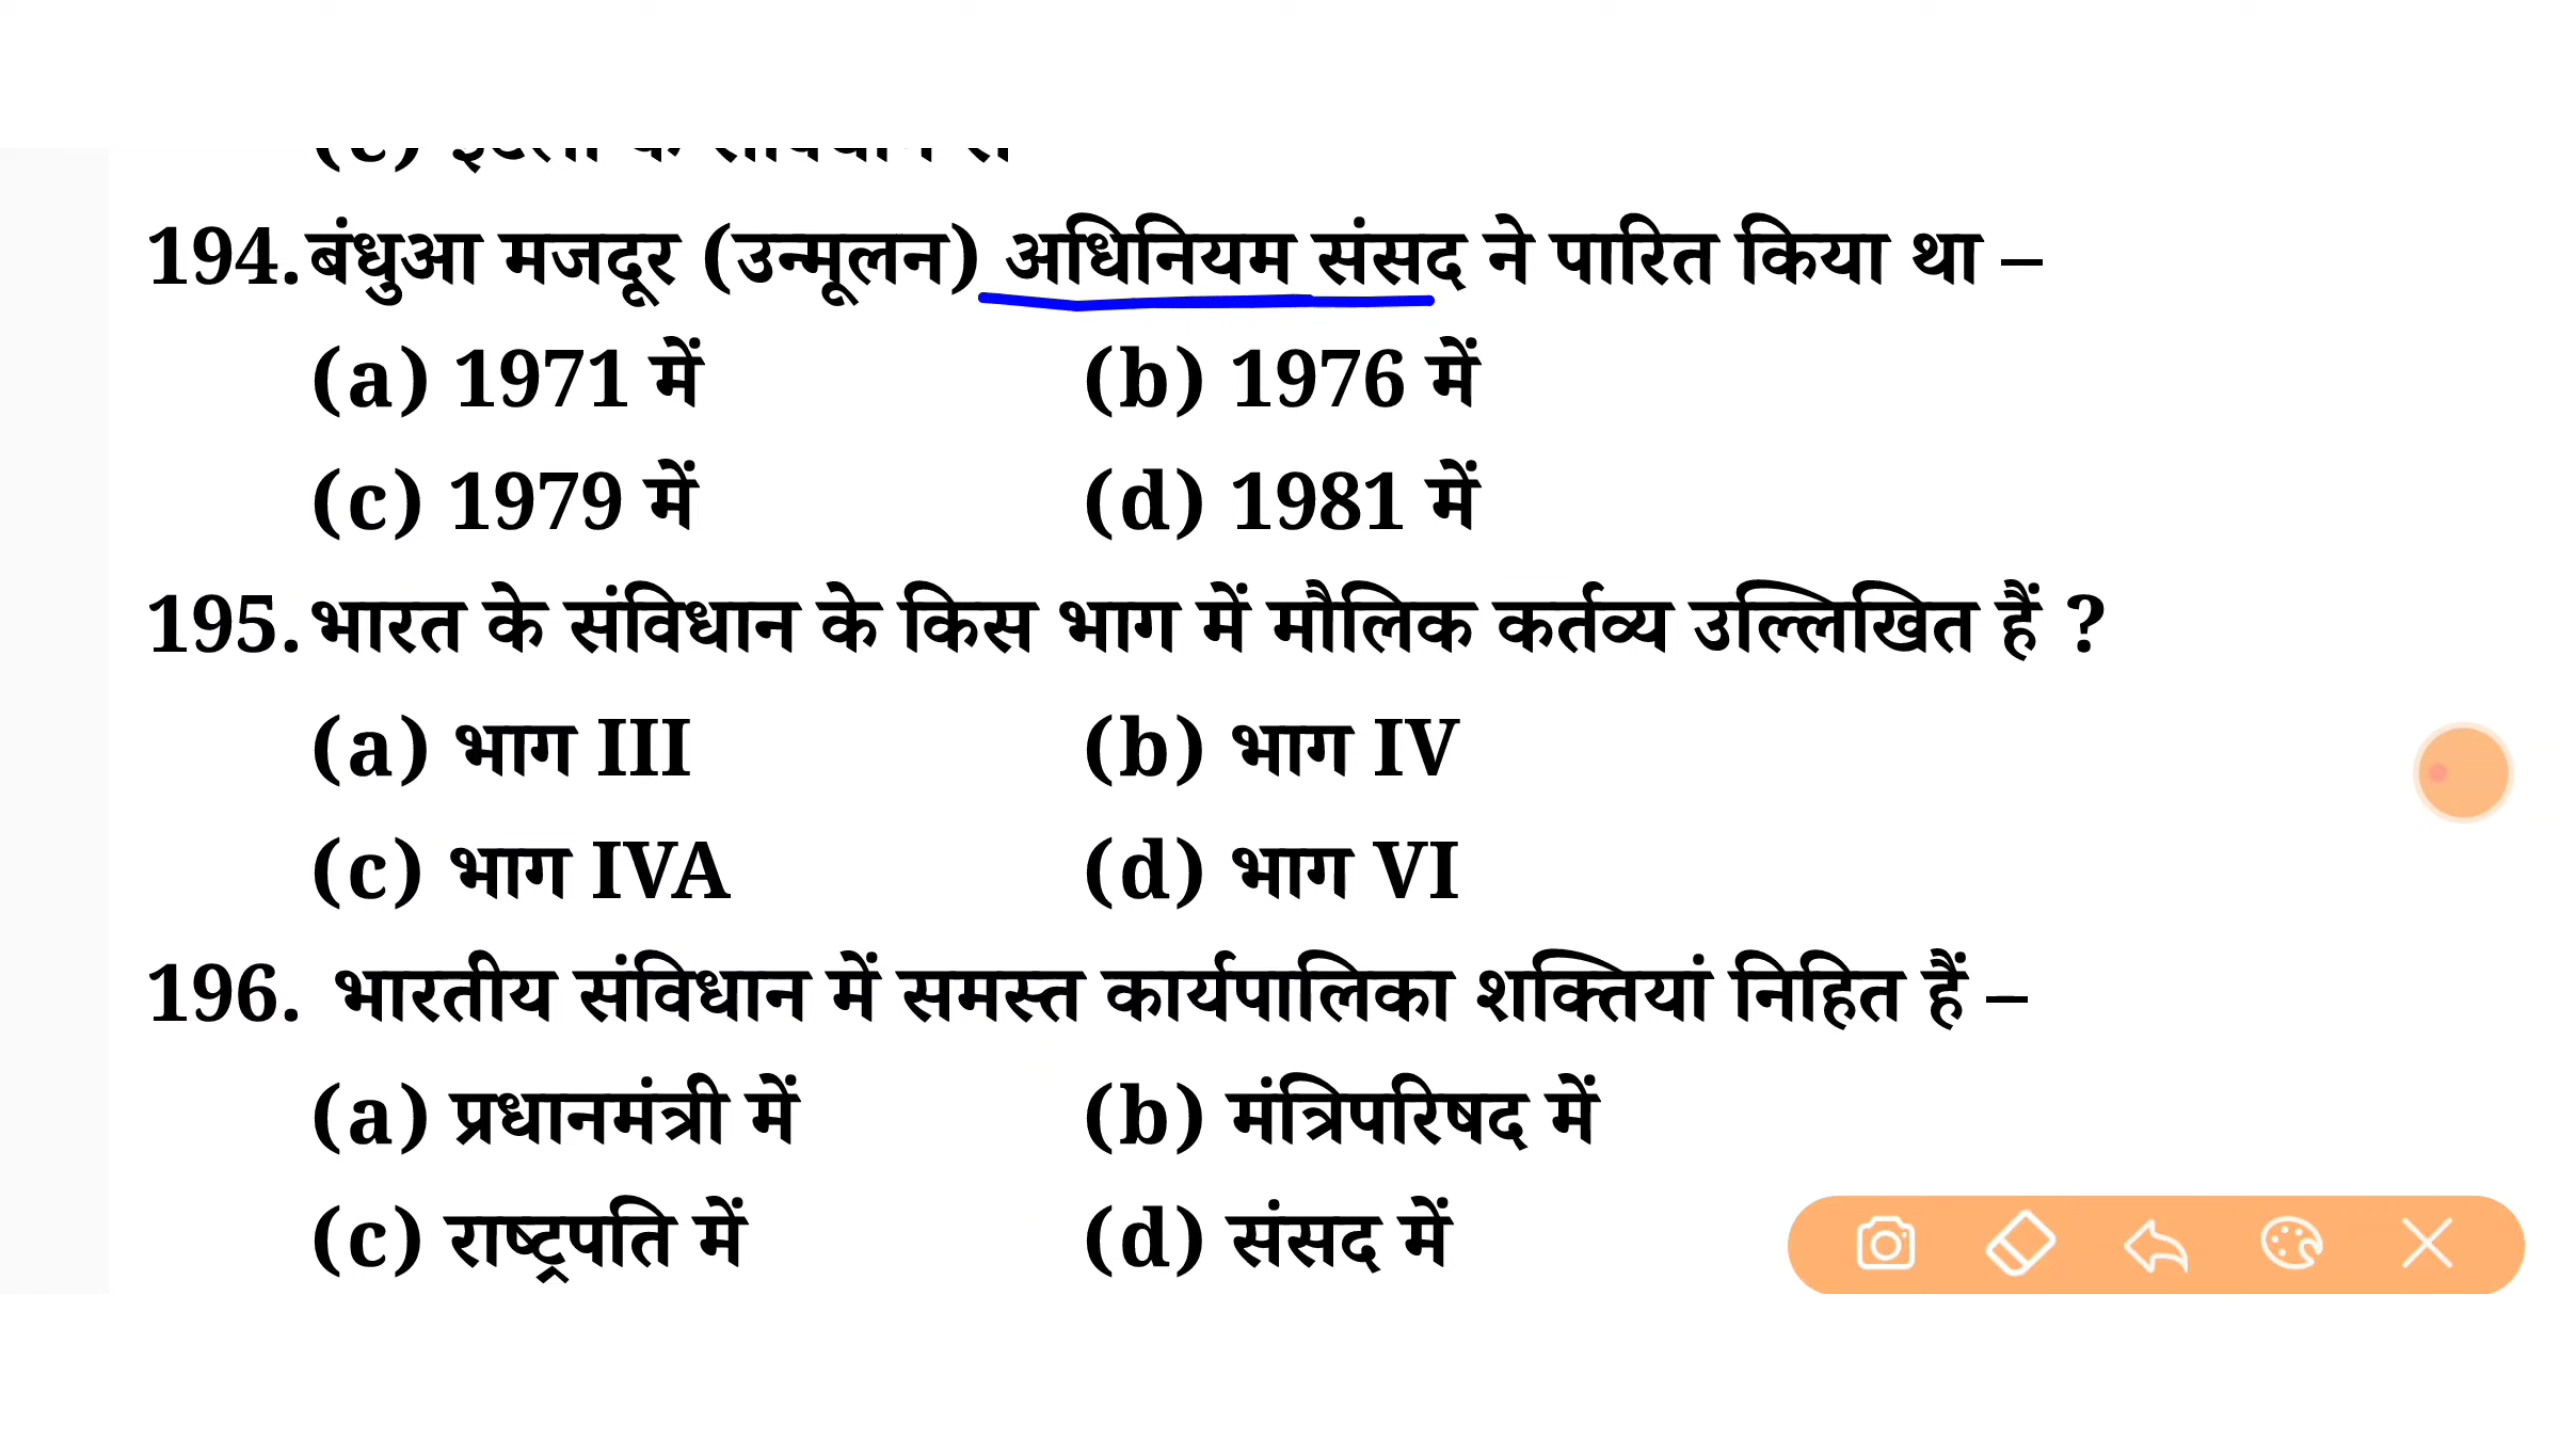 194.बंधुआ मजदूर (उन्मूलन) अधिनियम संसद ने पारित किया था –
(a) 1971 में (b) 1976 में
(c) 1979 में (d) 1981 में
195.भारत के संविधान के किस भाग में मौलिक कर्तव्य उल्लिखित हैं ?
(a) भाग III (b) भाग IV
(c) भाग IVA (d) भाग VI
196. भारतीय संविधान में समस्त कार्यपालिका शक्तियां निहित हैं –
(a) प्रधानमंत्री में (b) मंत्रिपरिषद में
(c) राष्ट्रपति में (d) संसद में